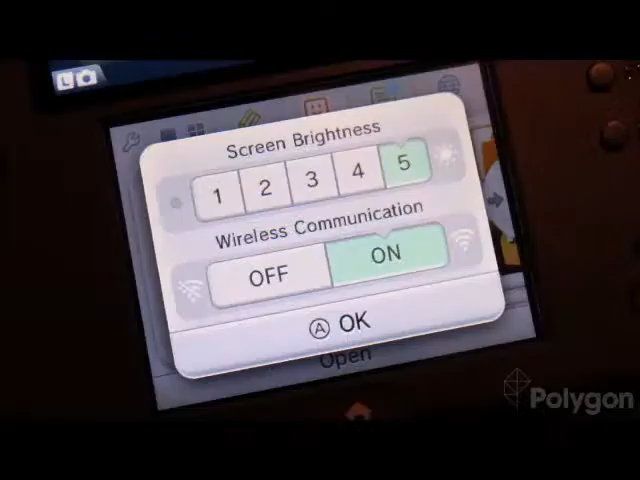 L
Screen Brightness
1 2 3 4 5
Wireless Communication
OFF ON
A OK
Open
Polygon